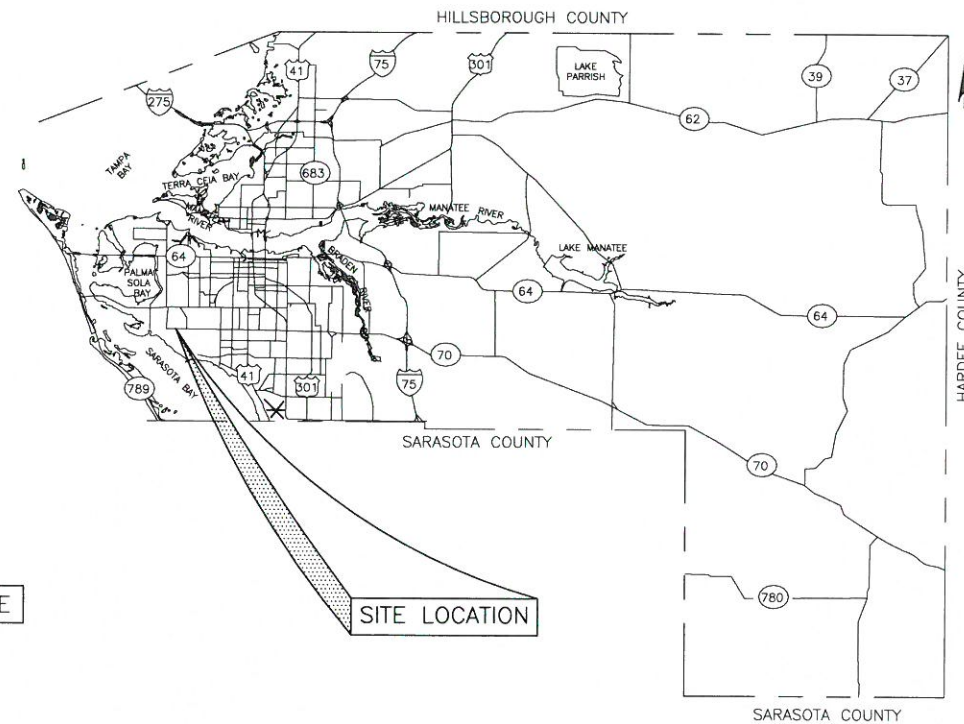 HILLSBOROUGH COUNTY
41
75
301
LAKE
PARRISH
39
37
275
62
TAMPA
BAY
TERRA CEIA BAY
683
MANATEE RIVER
RIVER
64
BRADEN
RIVER
LAKE MANATEE
PALMA
SOLA
BAY
64
64
HARDEE COUNTY
SARASOTA BAY
70
789
41
301
75
SARASOTA COUNTY
70
E
SITE LOCATION
780
SARASOTA COUNTY